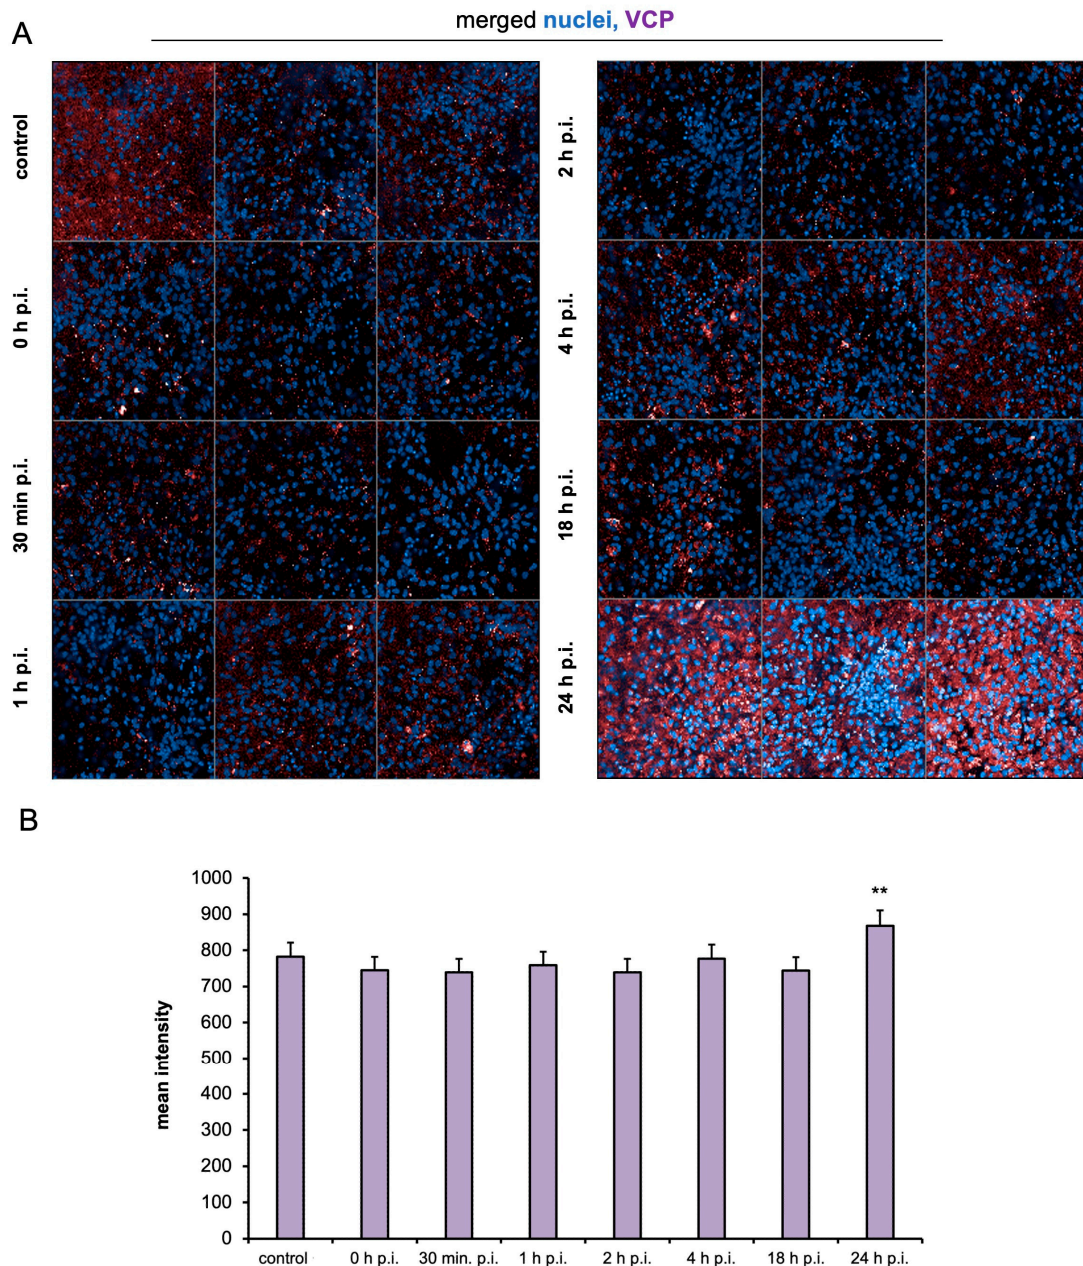 merged nuclei, VCP
A
control
0 h p.i.
30 min p.i.
1 h p.i.
2 h p.i.
4 h p.i.
18 h p.i.
24 h p.i.
B
1000
900
800
700
600
500
400
300
200
100
0
mean intensity
**
control
0 h p.i.
30 min. p.i.
1 h p.i.
2 h p.i.
4 h p.i.
18 h p.i.
24 h p.i.